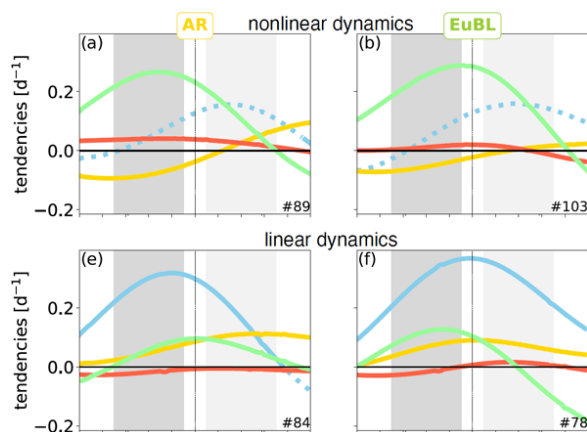 AR nonlinear dynamics EuBL
(a) (b)
tendencies [d⁻¹]
0.2
0.0
−0.2
#89 #103
linear dynamics
(e) (f)
tendencies [d⁻¹]
0.2
0.0
−0.2
#84 #78